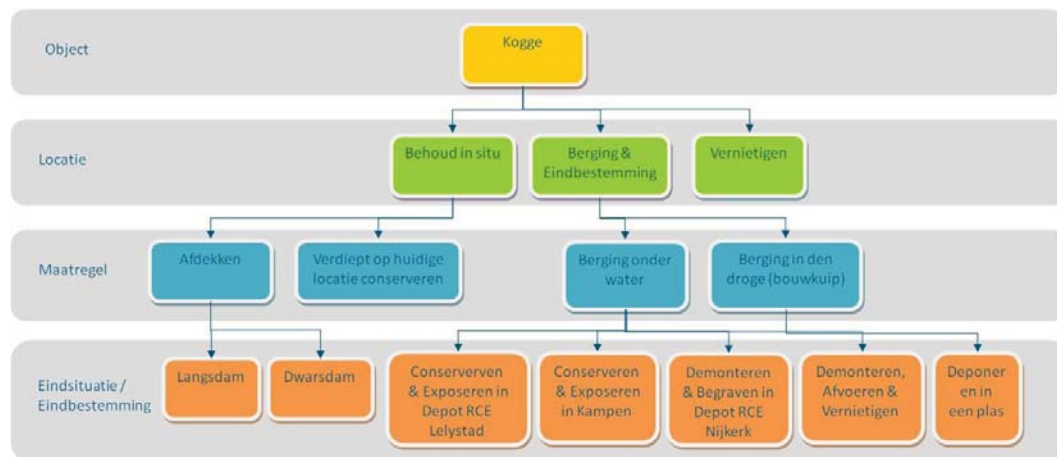 Object
Kogge
Locatie
Behoud in situ
Berging &
Eindbestemming
Vernietigen
Maatregel
Afdekken
Verdiept op huidige
locatie conserveren
Berging onder
water
Berging in den
droge (bouwkuip)
Eindsituatie /
Eindbestemming
Langsdam
Dwarsdam
Conserverven
& Exposeren in
Depot RCE
Lelystad
Conserveren
& Exposeren
in Kampen
Demonteren
& Begraven in
Depot RCE
Nijkerk
Demonteren,
Afvoeren &
Vernietigen
Deponer
en in
een plas